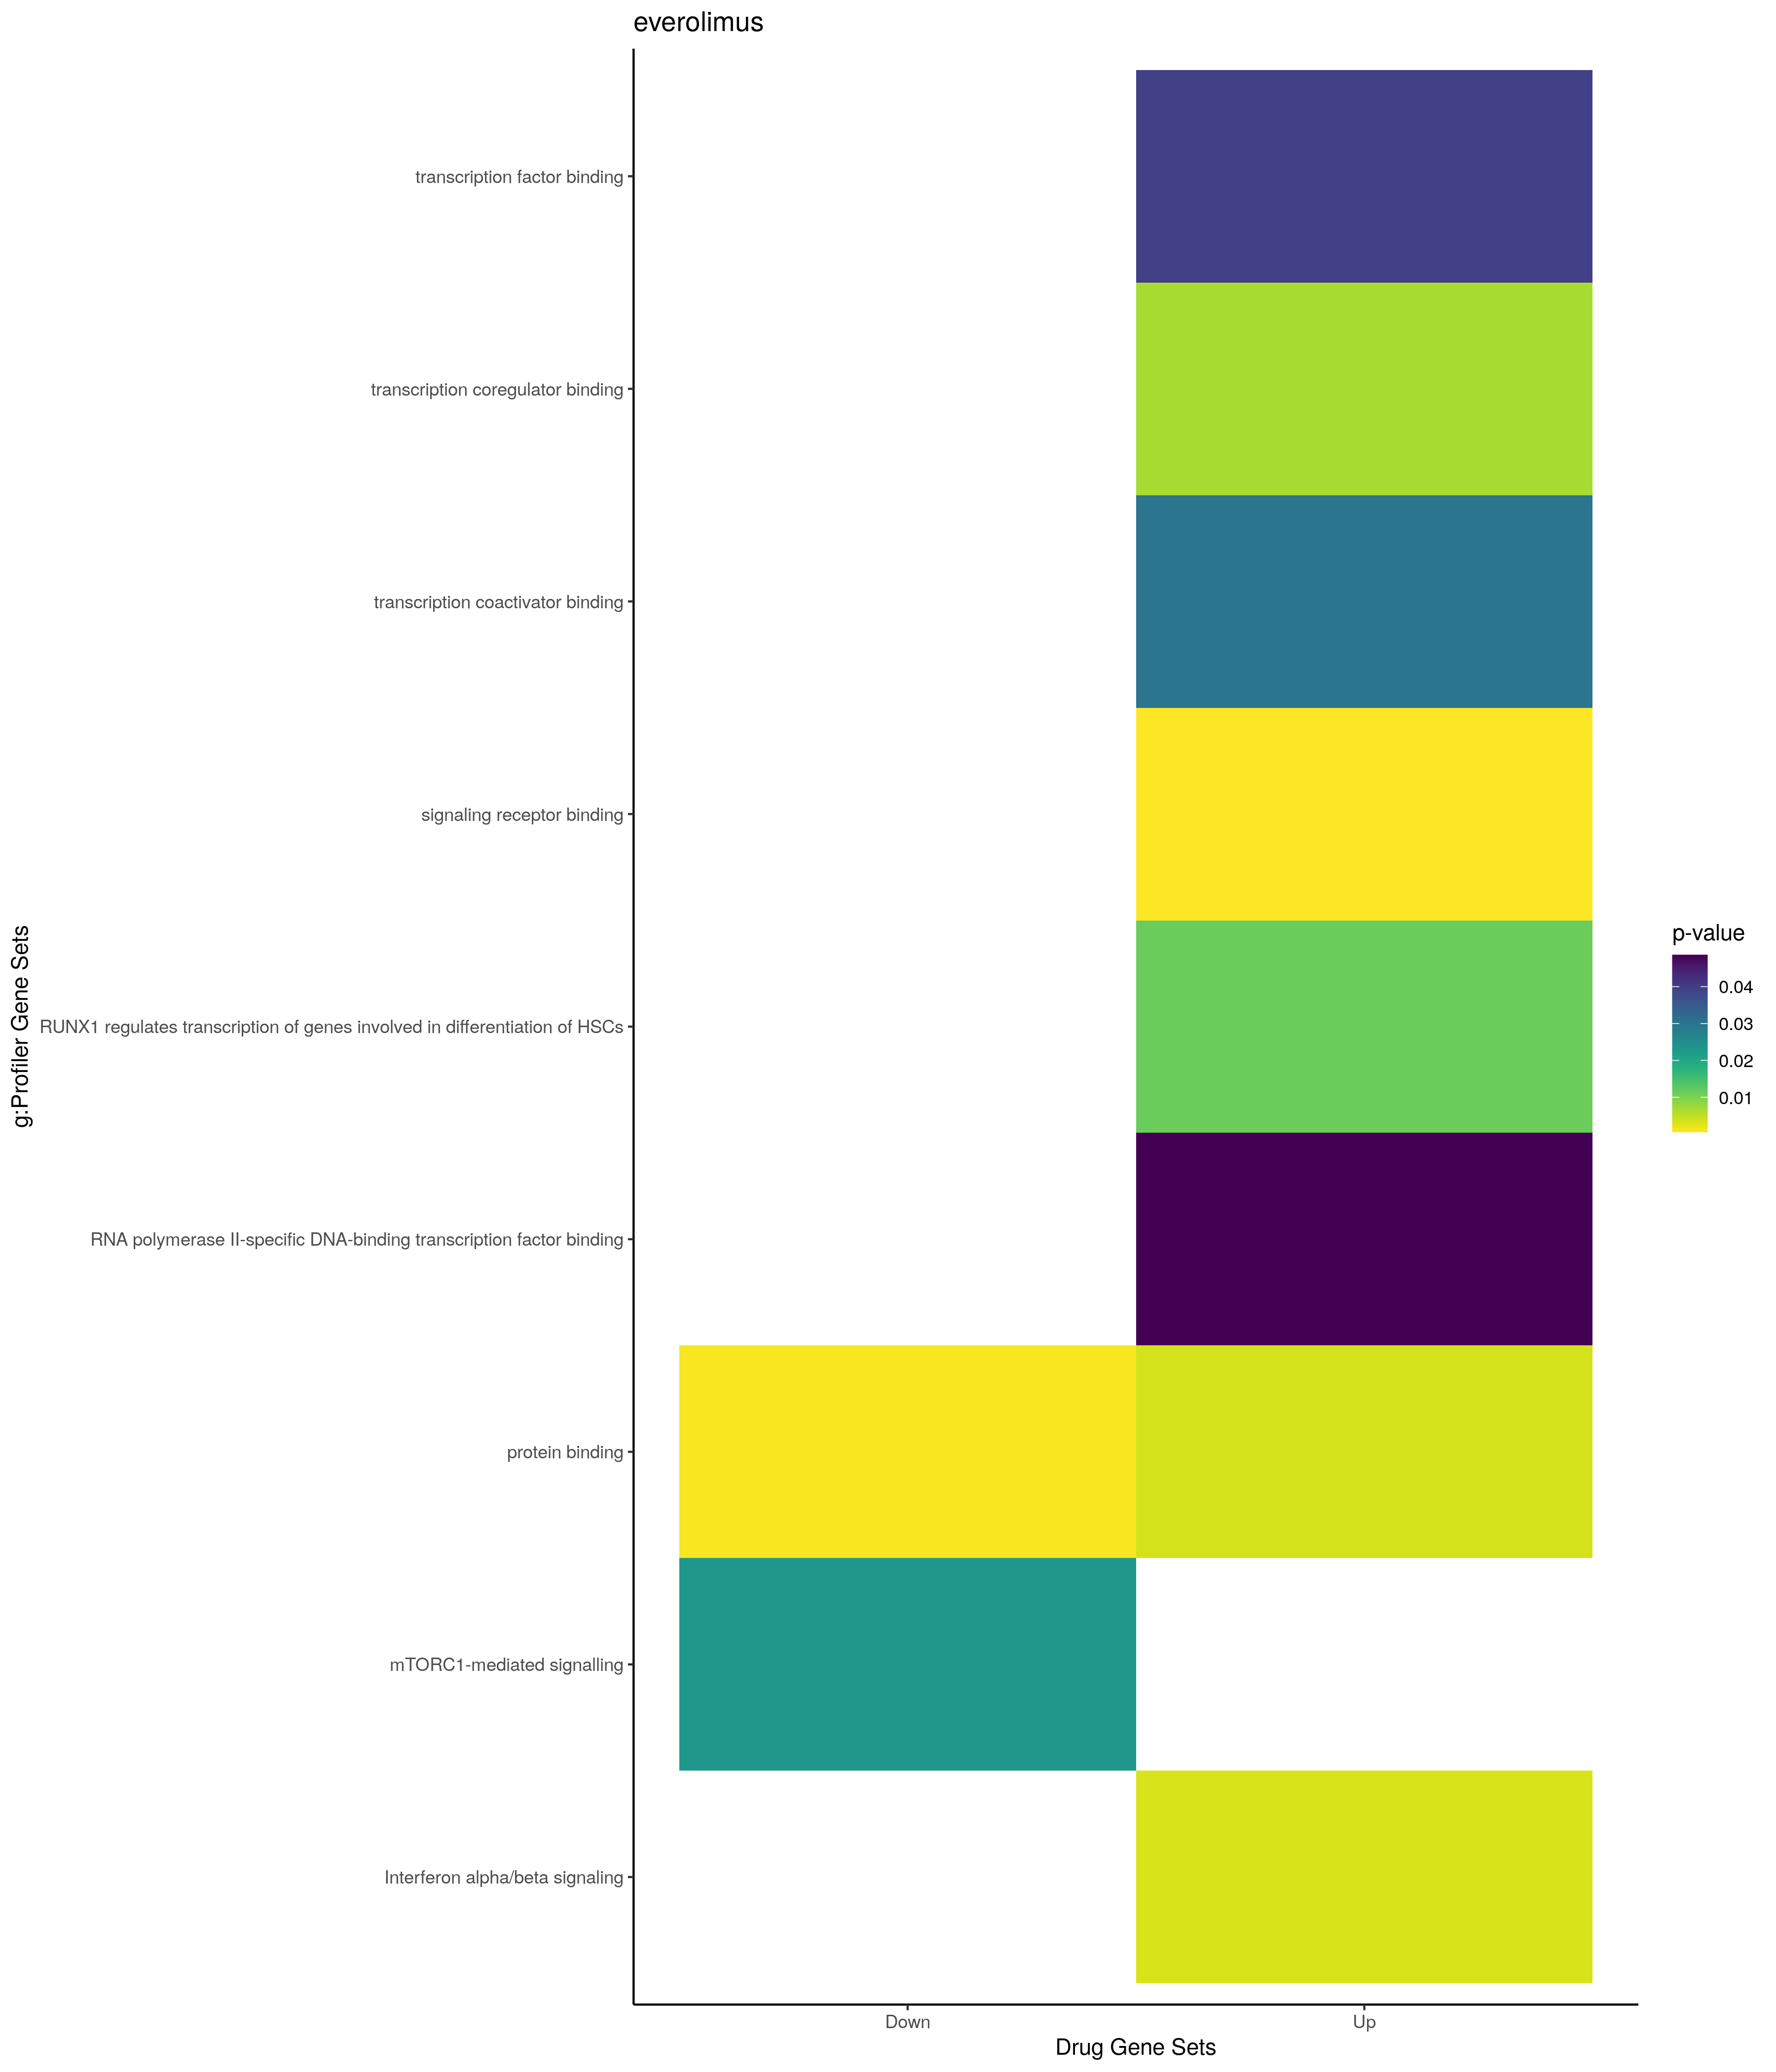 everolimus
transcription factor binding
transcription coregulator binding
transcription coactivator binding
signaling receptor binding
RUNX1 regulates transcription of genes involved in differentiation of HSCs
RNA polymerase II-specific DNA-binding transcription factor binding
protein binding
mTORC1-mediated signalling
Interferon alpha/beta signaling
g:Profiler Gene Sets
Down
Up
Drug Gene Sets
p-value
0.04
0.03
0.02
0.01